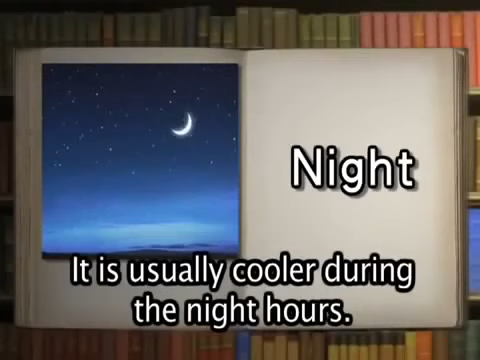 Night
It is usually cooler during
the night hours.